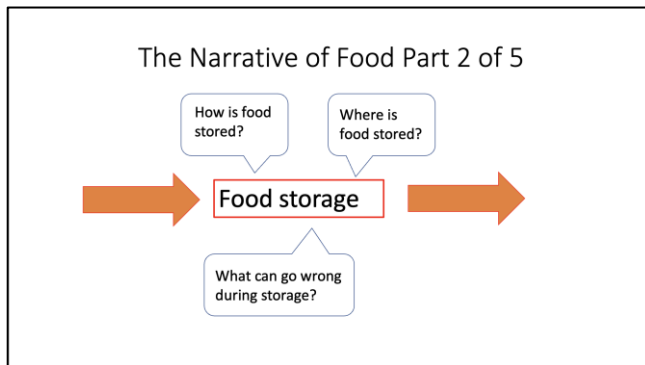 The Narrative of Food Part 2 of 5
How is food
stored?
Where is
food stored?
Food storage
What can go wrong
during storage?